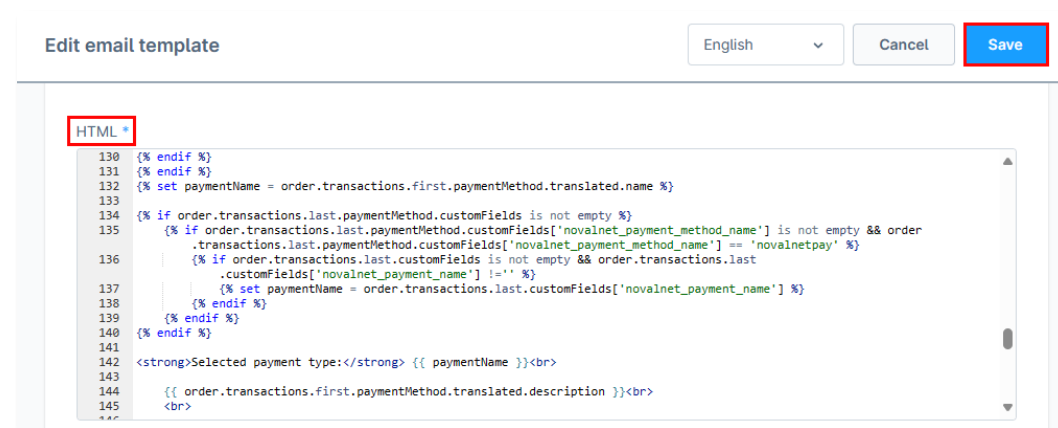 Edit email template
English
Cancel
Save
HTML *
130 {% endif %}
131 {% endif %}
132 {% set paymentName = order.transactions.first.paymentMethod.translated.name %}
133
134 {% if order.transactions.last.paymentMethod.customFields is not empty %}
135 {% if order.transactions.last.paymentMethod.customFields['novalnet_payment_method_name'] is not empty && order
.transactions.last.paymentMethod.customFields['novalnet_payment_method_name'] == 'novalnetpay' %}
136 {% if order.transactions.last.customFields is not empty && order.transactions.last
.customFields['novalnet_payment_name'] !='' %}
137 {% set paymentName = order.transactions.last.customFields['novalnet_payment_name'] %}
138 {% endif %}
139 {% endif %}
140 {% endif %}
141
142 <strong>Selected payment type:</strong> {{ paymentName }}<br>
143
144 {{ order.transactions.first.paymentMethod.translated.description }}<br>
145 <br>